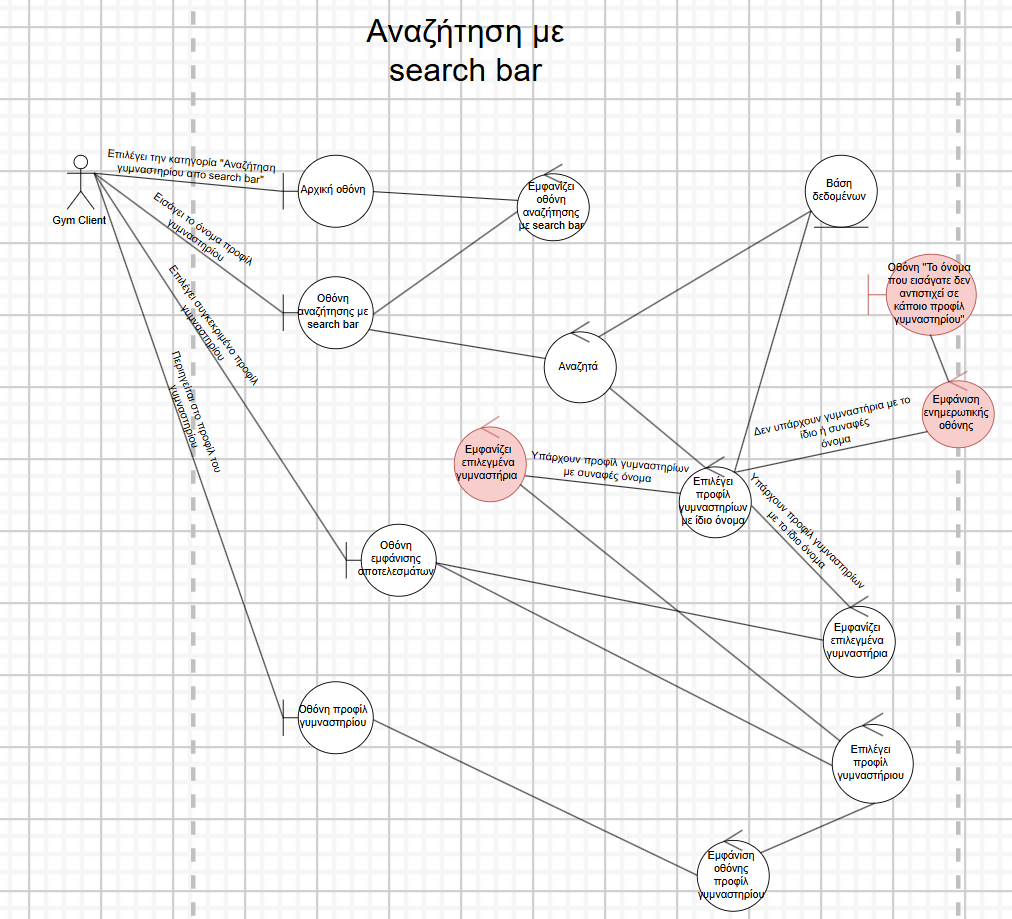 Αναζήτηση με
search bar
Επιλέγει την κατηγορία "Αναζήτηση
γυμναστηρίου απο search bar"
Gym Client
Αρχική οθόνη
Εμφανίζει
οθόνη
αναζήτησης
με search bar
Βάση
δεδομένων
Εισάγει το όνομα προφίλ
γυμναστηρίου
Οθόνη "Το όνομα
που εισάγατε δεν
αντιστιχεί σε
κάποιο προφίλ
γυμναστηρίου"
Οθόνη
αναζήτησης με
search bar
Επιλέγει συγκεκριμένο προφίλ
γυμναστηρίου
Αναζητά
Περιηγείται στο προφίλ του
γυμναστηρίου
Εμφάνιση
ενημερωτικής
οθόνης
Δεν υπάρχουν γυμναστήρια με το
ίδιο ή συναφές
όνομα
Εμφανίζει
επιλεγμένα
γυμναστήρια
Υπάρχουν προφίλ γυμναστηρίων
με συναφές όνομα
Επιλέγει
προφίλ
γυμναστηρίων
με ίδιο όνομα
Υπάρχουν προφίλ γυμναστηρίων
με το ίδιο όνομα
Οθόνη
εμφάνισης
αποτελεσμάτων
Εμφανίζει
επιλεγμένα
γυμναστήρια
Οθόνη προφίλ
γυμναστηρίου
Επιλέγει
προφίλ
γυμναστήριου
Εμφάνιση
οθόνης
προφίλ
γυμναστηρίου